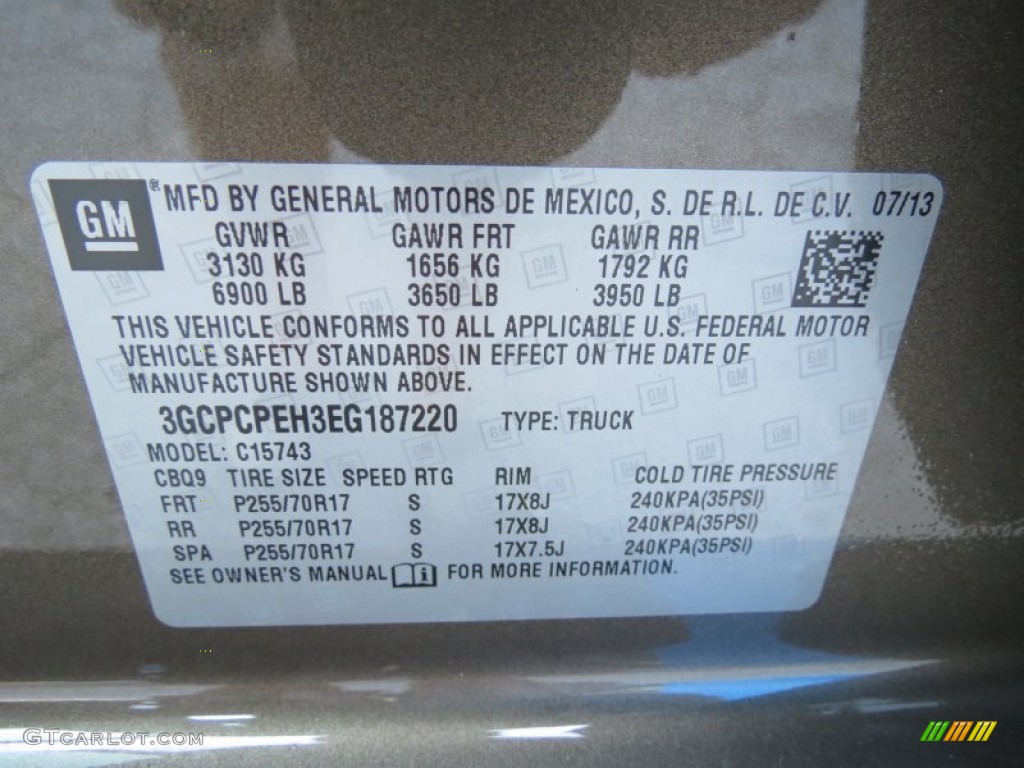 GM® MFD BY GENERAL MOTORS DE MEXICO, S. DE R.L. DE C.V. 07/13
GVWR GAWR FRT GAWR RR
3130 KG 1656 KG 1792 KG
6900 LB 3650 LB 3950 LB
THIS VEHICLE CONFORMS TO ALL APPLICABLE U.S. FEDERAL MOTOR
VEHICLE SAFETY STANDARDS IN EFFECT ON THE DATE OF
MANUFACTURE SHOWN ABOVE.
3GCPCPEH3EG187220 TYPE: TRUCK
MODEL: C15743
CBQ9 TIRE SIZE SPEED RTG RIM COLD TIRE PRESSURE
FRT P255/70R17 S 17X8J 240KPA(35PSI)
RR P255/70R17 S 17X8J 240KPA(35PSI)
SPA P255/70R17 S 17X7.5J 240KPA(35PSI)
SEE OWNER'S MANUAL FOR MORE INFORMATION.
GTCARLOT.COM